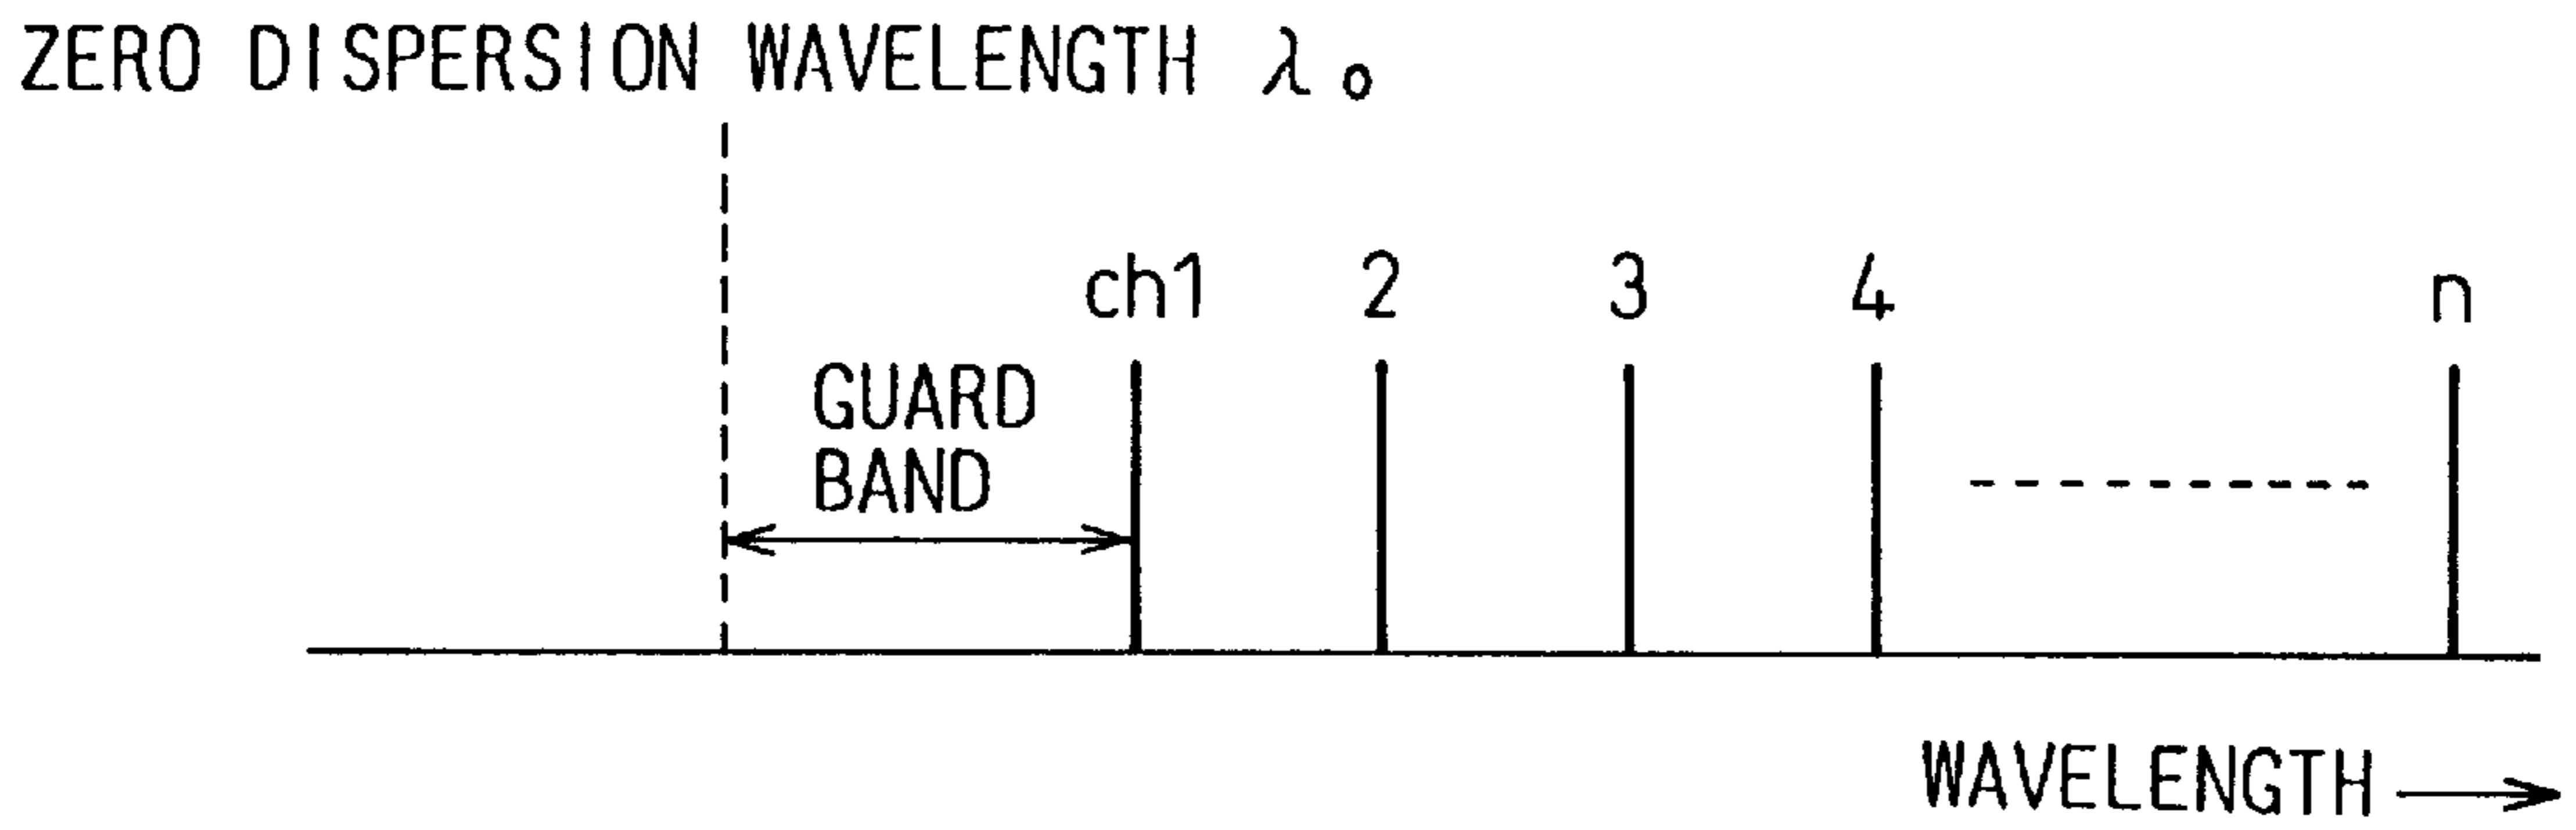 ZERO DISPERSION WAVELENGTH λ₀
ch1 2 3 4 n
GUARD
BAND
WAVELENGTH